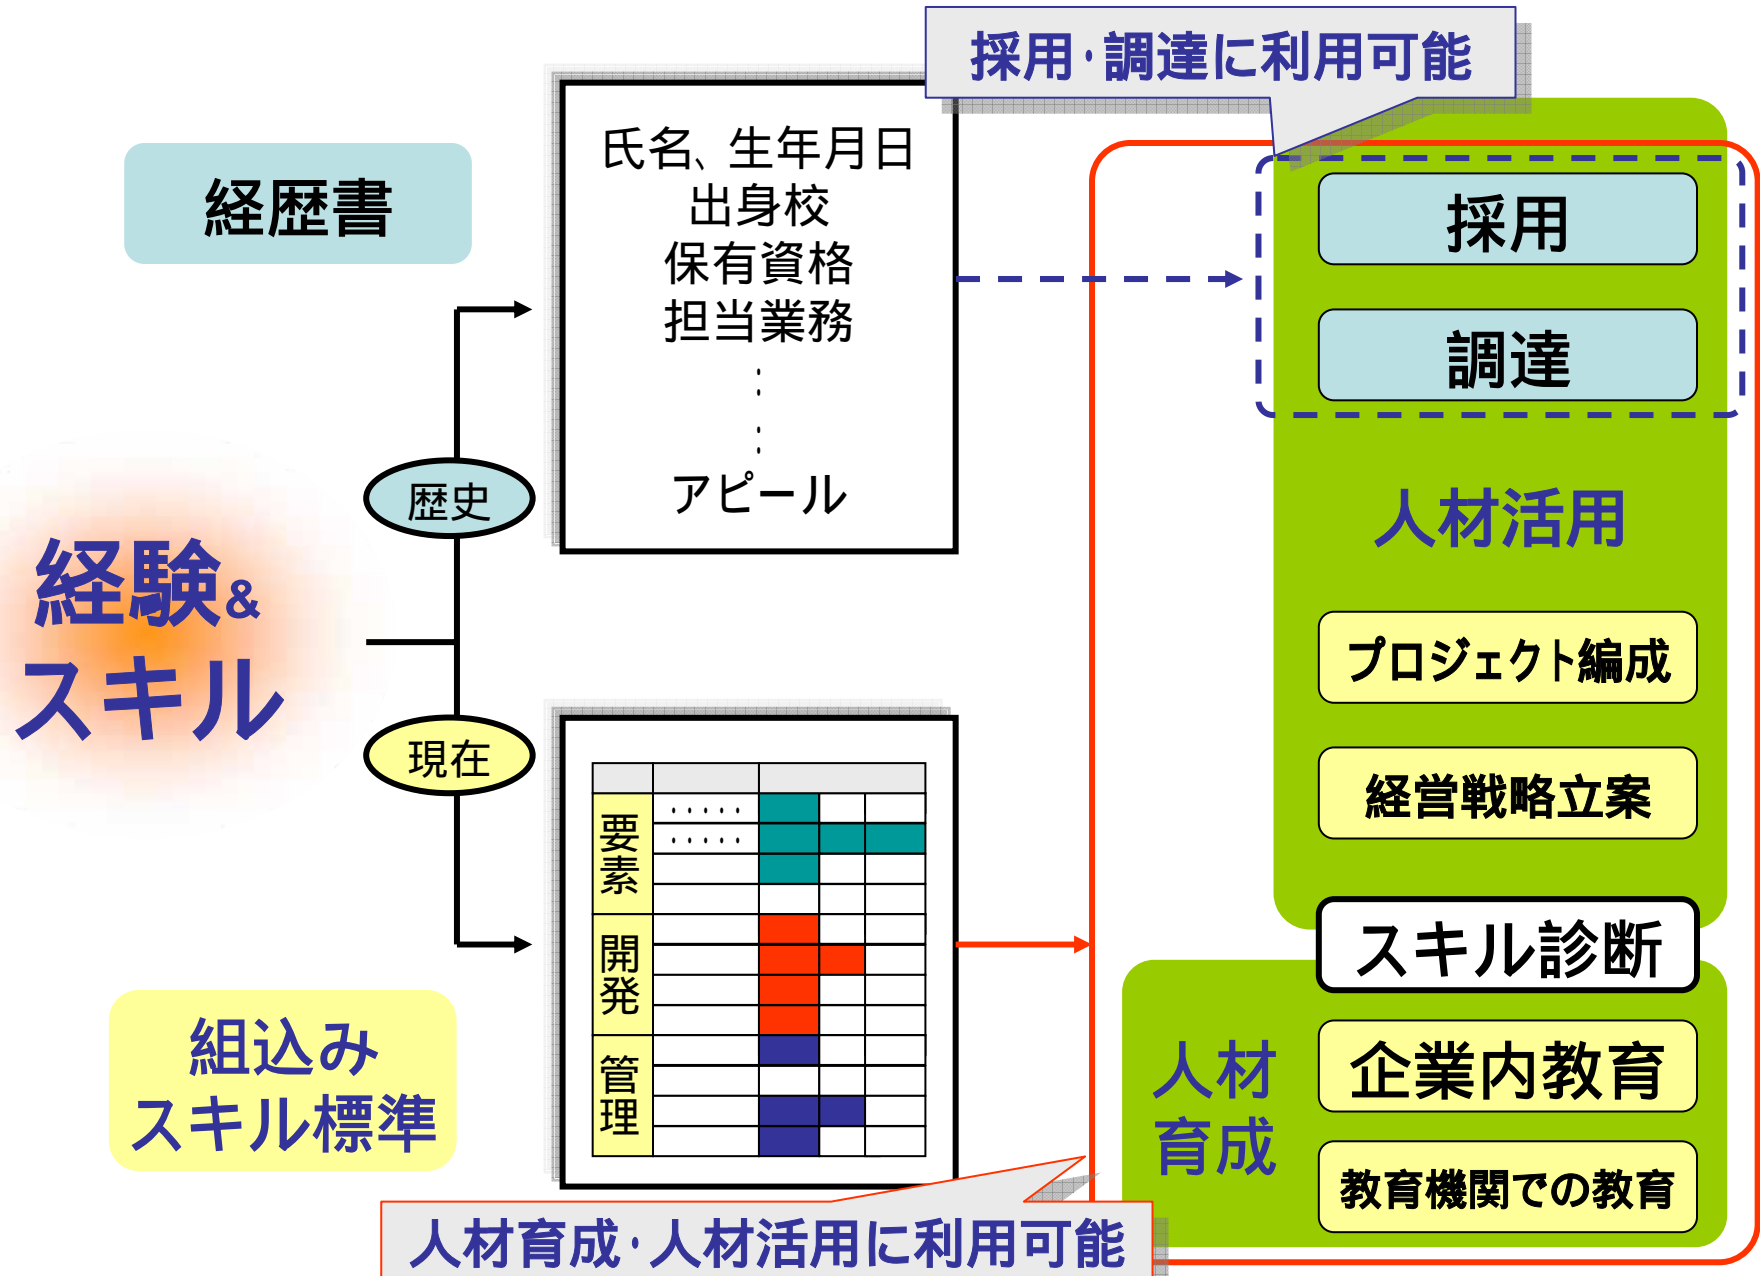 採用・調達に利用可能
経歴書
氏名、生年月日
出身校
保有資格
担当業務
・
・
・
・
アピール
採用
調達
歴史
人材活用
経験&
スキル
プロジェクト編成
現在
経営戦略立案
・・・・・
・・・・・
要素
開発
管理
スキル診断
組込み
スキル標準
人材
育成
企業内教育
教育機関での教育
人材育成・人材活用に利用可能